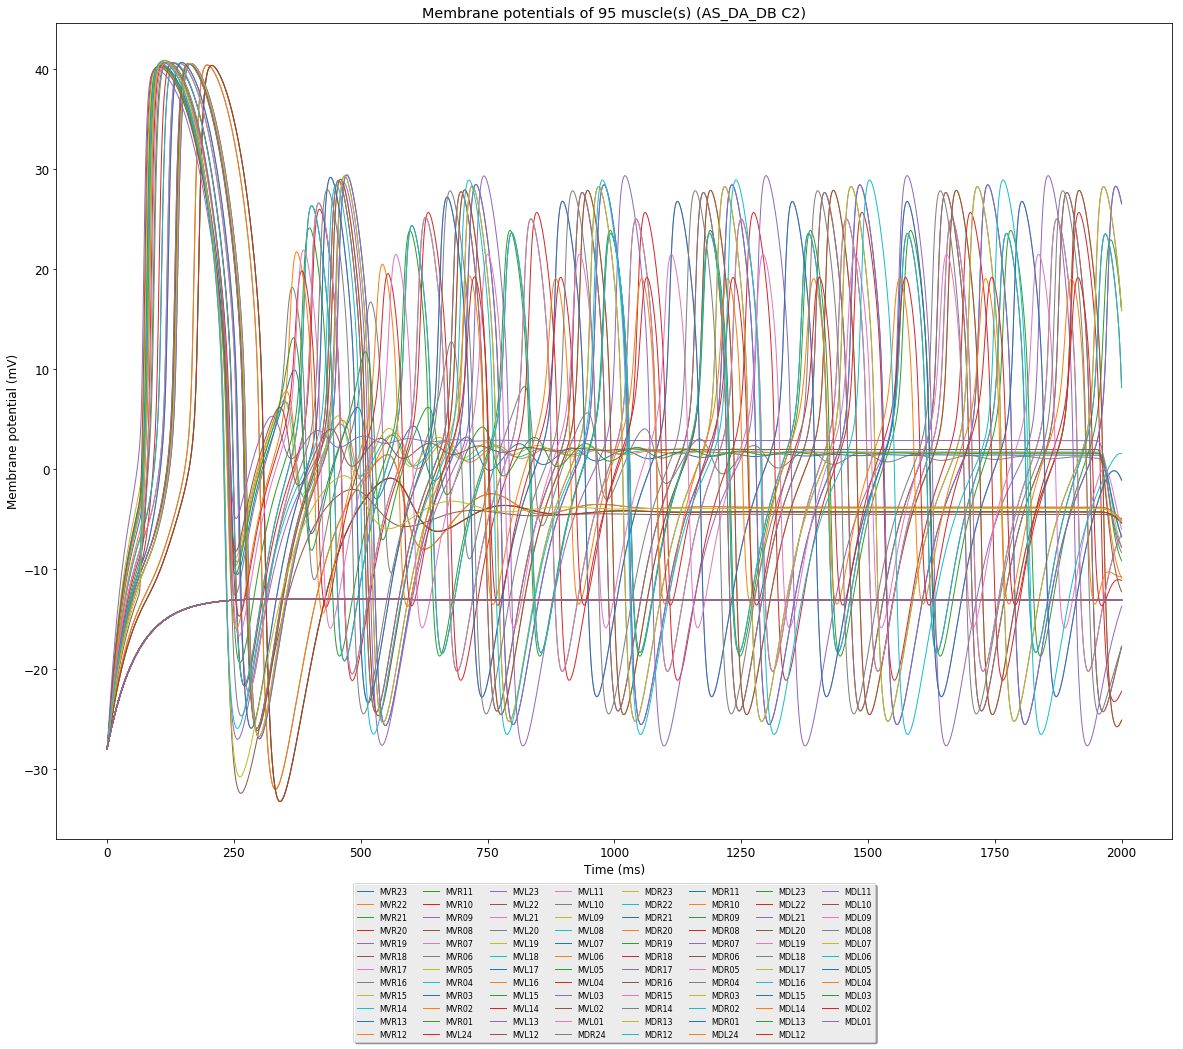 Membrane potentials of 95 muscle(s) (AS_DA_DB C2)
Membrane potential (mV)
40
30
20
10
0
−10
−20
−30
0 250 500 750 1000 1250 1500 1750 2000
Time (ms)
MVR23 MVR11 MVL23 MVL11 MDR23 MDR11 MDL23 MDL11
MVR22 MVR10 MVL22 MVL10 MDR22 MDR10 MDL22 MDL10
MVR21 MVR09 MVL21 MVL09 MDR21 MDR09 MDL21 MDL09
MVR20 MVR08 MVL20 MVL08 MDR20 MDR08 MDL20 MDL08
MVR19 MVR07 MVL19 MVL07 MDR19 MDR07 MDL19 MDL07
MVR18 MVR06 MVL18 MVL06 MDR18 MDR06 MDL18 MDL06
MVR17 MVR05 MVL17 MVL05 MDR17 MDR05 MDL17 MDL05
MVR16 MVR04 MVL16 MVL04 MDR16 MDR04 MDL16 MDL04
MVR15 MVR03 MVL15 MVL03 MDR15 MDR03 MDL15 MDL03
MVR14 MVR02 MVL14 MVL02 MDR14 MDR02 MDL14 MDL02
MVR13 MVR01 MVL13 MVL01 MDR13 MDR01 MDL13 MDL01
MVR12 MVL24 MVL12 MDR24 MDR12 MDL24 MDL12